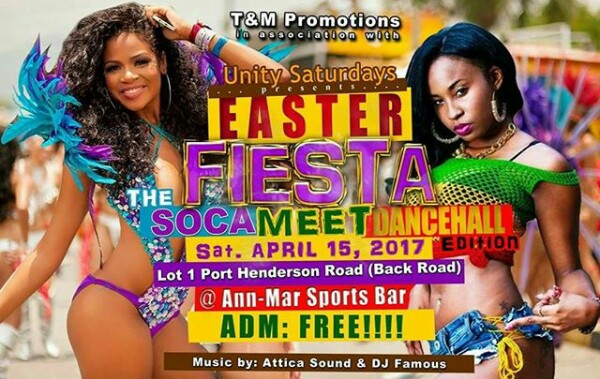 T&M Promotions
in association with
Unity Saturdays
....presents....
EASTER
FIESTA
THE
SOCA MEET DANCEHALL
Edition
Sat. APRIL 15, 2017
Lot 1 Port Henderson Road (Back Road)
@ Ann-Mar Sports Bar
ADM: FREE!!!!
Music by: Attica Sound & DJ Famous